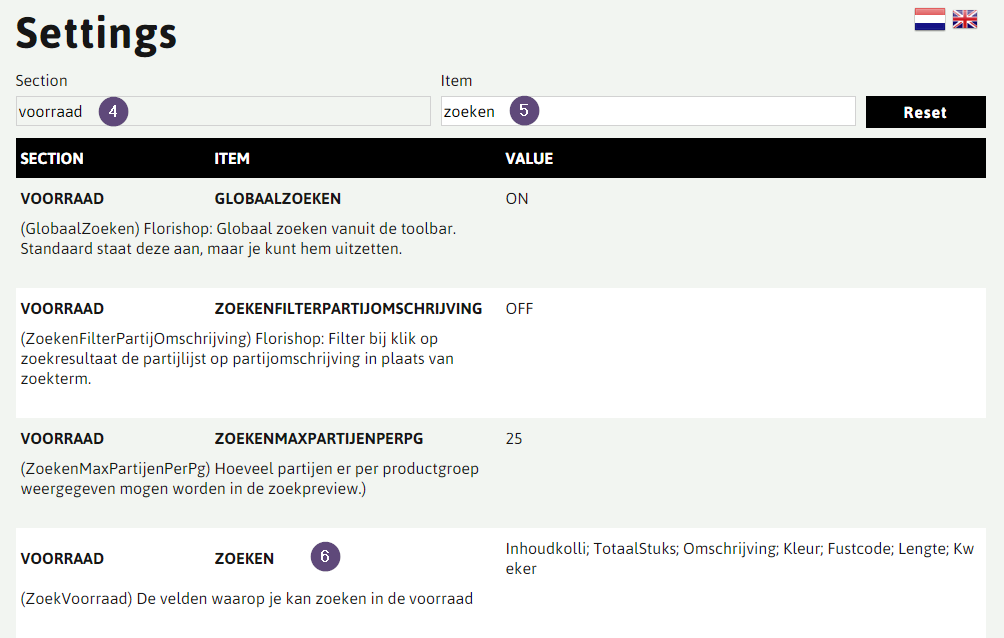 Settings
Section
Item
voorraad 4
zoeken 5
Reset
SECTION ITEM VALUE
VOORRAAD GLOBAALZOEKEN ON
(GlobaalZoeken) Florishop: Globaal zoeken vanuit de toolbar.
Standaard staat deze aan, maar je kunt hem uitzetten.
VOORRAAD ZOEKENFILTERPARTIJOMSCHRIJVING OFF
(ZoekenFilterPartijOmschrijving) Florishop: Filter bij klik op
zoekresultaat de partijlijst op partijomschrijving in plaats van
zoekterm.
VOORRAAD ZOEKENMAXPARTIJENPERPG 25
(ZoekenMaxPartijenPerPg) Hoeveel partijen er per productgroep
weergegeven mogen worden in de zoekpreview.)
VOORRAAD ZOEKEN 6
Inhoudkolli; TotaalStuks; Omschrijving; Kleur; Fustcode; Lengte; Kw
eker
(ZoekVoorraad) De velden waarop je kan zoeken in de voorraad